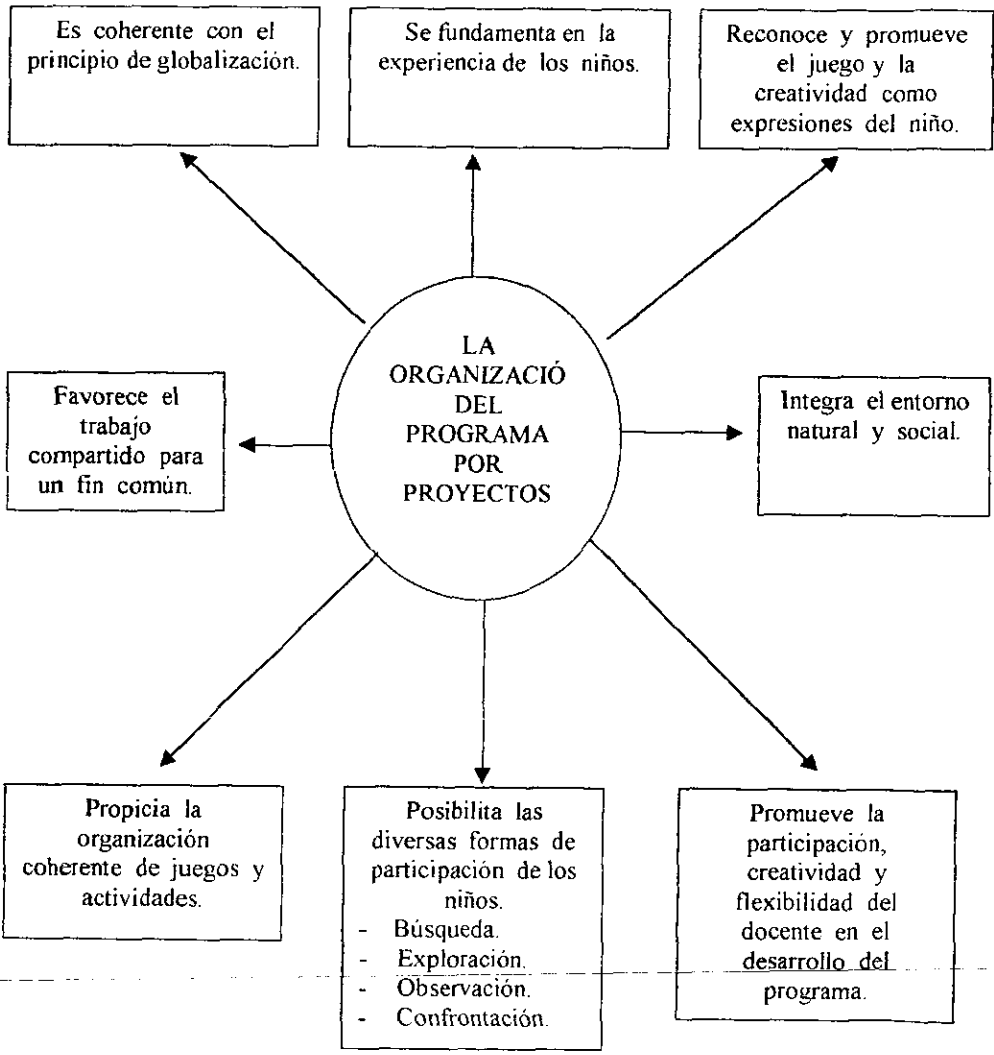 Es coherente con el
principio de globalización.
Se fundamenta en la
experiencia de los niños.
Reconoce y promueve
el juego y la
creatividad como
expresiones del niño.
LA
ORGANIZACIÓ
DEL
PROGRAMA
POR
PROYECTOS
Favorece el
trabajo
compartido para
un fin común.
Integra el entorno
natural y social.
Propicia la
organización
coherente de juegos y
actividades.
Posibilita las
diversas formas de
participación de los
niños.
- Búsqueda.
- Exploración.
- Observación.
- Confrontación.
Promueve la
participación,
creatividad y
flexibilidad del
docente en el
desarrollo del
programa.